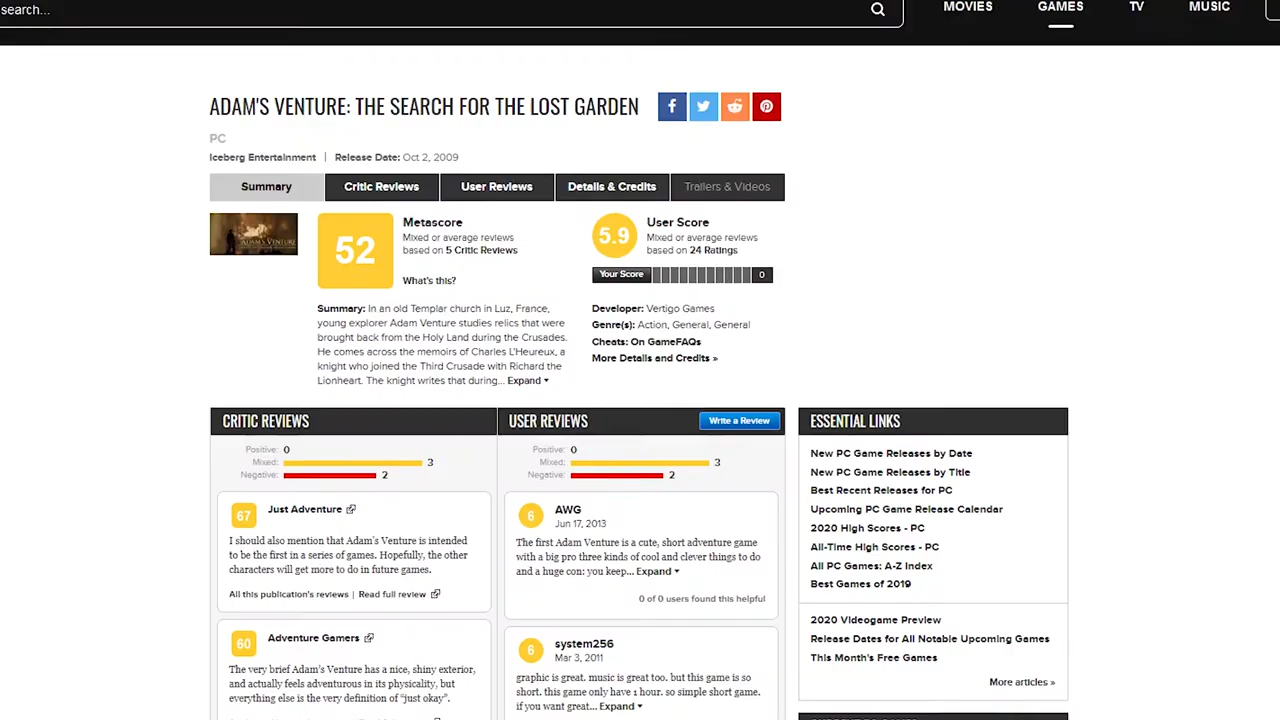 search...
MOVIES GAMES TV MUSIC
ADAM'S VENTURE: THE SEARCH FOR THE LOST GARDEN
PC
Iceberg Entertainment | Release Date: Oct 2, 2009
Summary Critic Reviews User Reviews Details & Credits Trailers & Videos
ADAM'S VENTURE
52
Metascore
Mixed or average reviews
based on 5 Critic Reviews
What's this?
Summary: In an old Templar church in Luz, France,
young explorer Adam Venture studies relics that were
brought back from the Holy Land during the Crusades.
He comes across the memoirs of Charles L'Heureux, a
knight who joined the Third Crusade with Richard the
Lionheart. The knight writes that during... Expand
5.9
User Score
Mixed or average reviews
based on 24 Ratings
Your Score 0
Developer: Vertigo Games
Genre(s): Action, General, General
Cheats: On GameFAQs
More Details and Credits »
CRITIC REVIEWS
Positive: 0
Mixed: 3
Negative: 2
67 Just Adventure
I should also mention that Adam's Venture is intended
to be the first in a series of games. Hopefully, the other
characters will get more to do in future games.
All this publication's reviews | Read full review
60 Adventure Gamers
The very brief Adam's Venture has a nice, shiny exterior,
and actually feels adventurous in its physicality, but
everything else is the very definition of "just okay".
USER REVIEWS Write a Review
Positive: 0
Mixed: 3
Negative: 2
6 AWG
Jun 17, 2013
The first Adam Venture is a cute, short adventure game
with a big pro three kinds of cool and clever things to do
and a huge con: you keep... Expand
0 of 0 users found this helpful
6 system256
Mar 3, 2011
graphic is great. music is great too. but this game is so
short. this game only have 1 hour. so simple short game.
if you want great... Expand
ESSENTIAL LINKS
New PC Game Releases by Date
New PC Game Releases by Title
Best Recent Releases for PC
Upcoming PC Game Release Calendar
2020 High Scores - PC
All-Time High Scores - PC
All PC Games: A-Z Index
Best Games of 2019
2020 Videogame Preview
Release Dates for All Notable Upcoming Games
This Month's Free Games
More articles »